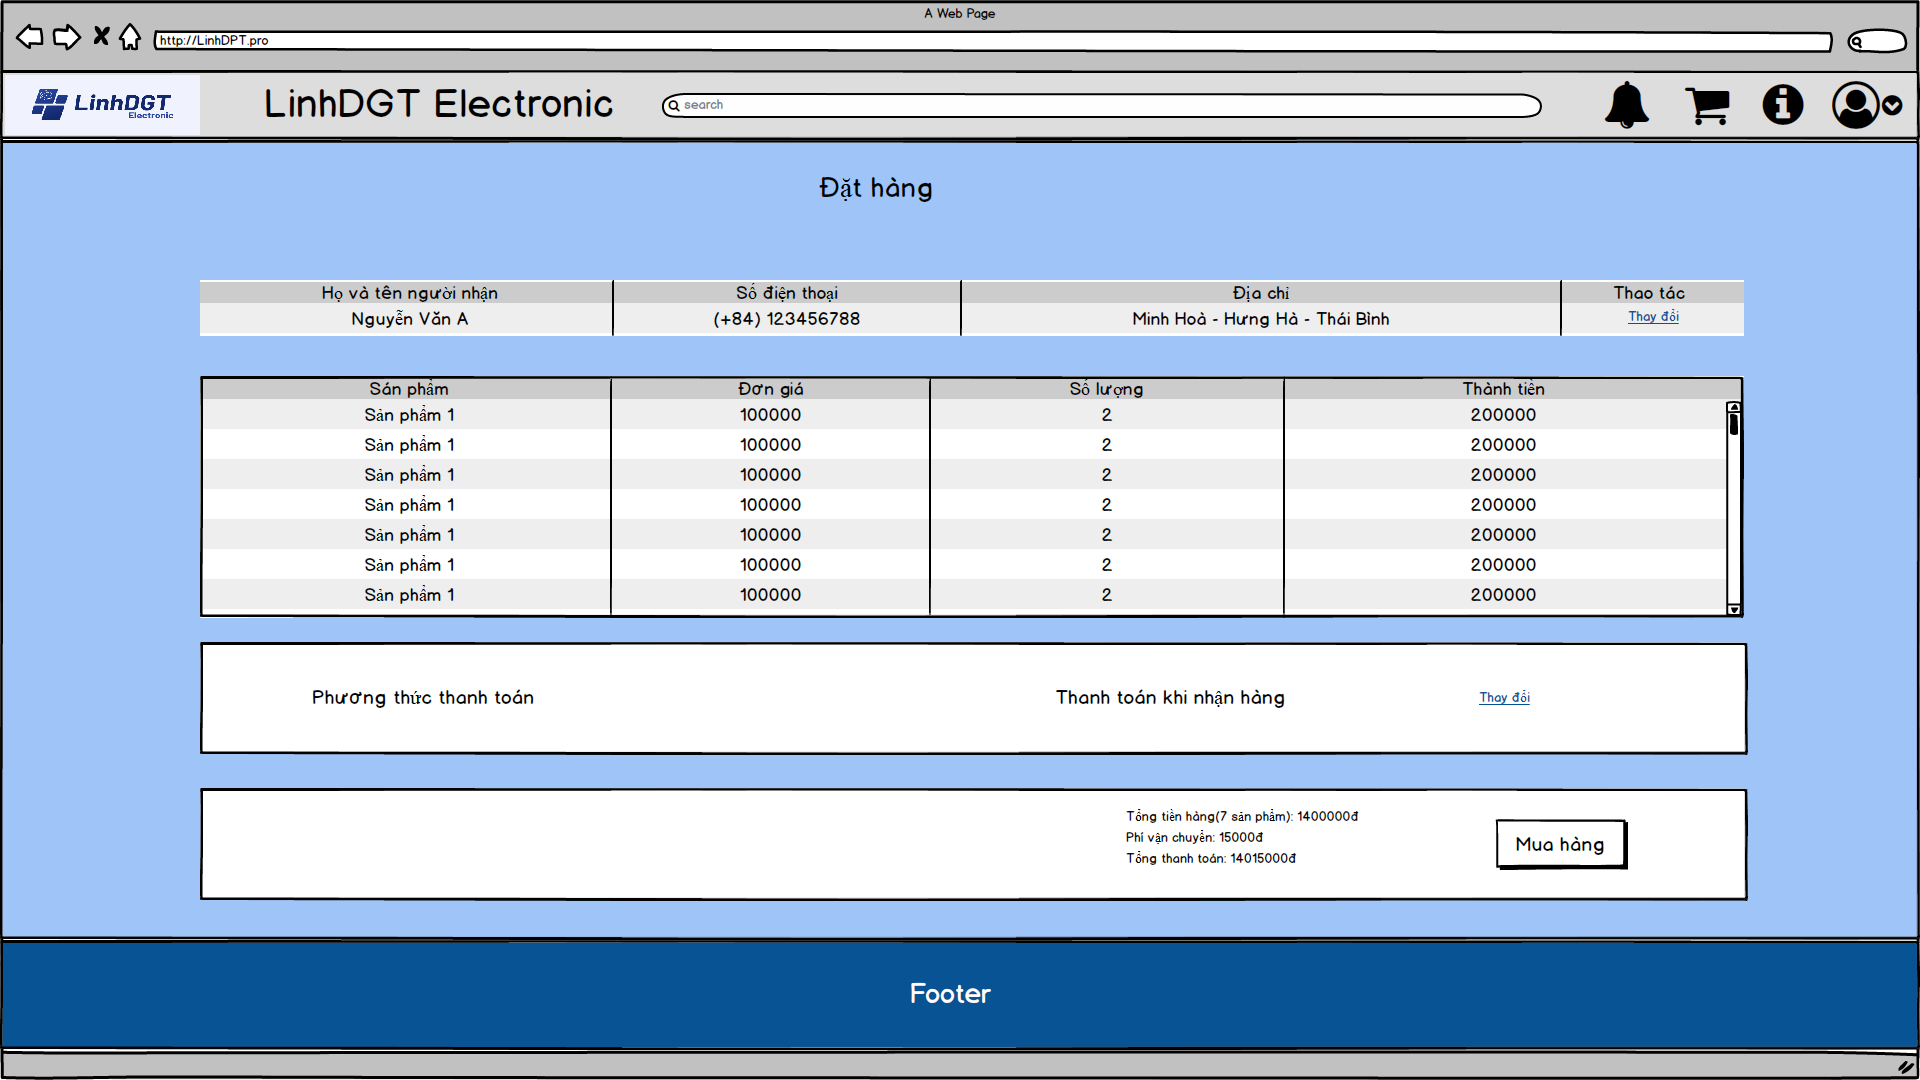 A Web Page
http://LinhDPT.pro
LinhDGT
Electronic
LinhDGT Electronic
search
Đặt hàng
Họ và tên người nhận Số điện thoại Địa chỉ Thao tác
Nguyễn Văn A (+84) 123456788 Minh Hoà - Hưng Hà - Thái Bình Thay đổi
Sản phẩm Đơn giá Số lượng Thành tiền
Sản phẩm 1 100000 2 200000
Sản phẩm 1 100000 2 200000
Sản phẩm 1 100000 2 200000
Sản phẩm 1 100000 2 200000
Sản phẩm 1 100000 2 200000
Sản phẩm 1 100000 2 200000
Sản phẩm 1 100000 2 200000
Phương thức thanh toán Thanh toán khi nhận hàng Thay đổi
Tổng tiền hàng(7 sản phẩm): 1400000đ
Phí vận chuyển: 15000đ
Tổng thanh toán: 14015000đ
Mua hàng
Footer